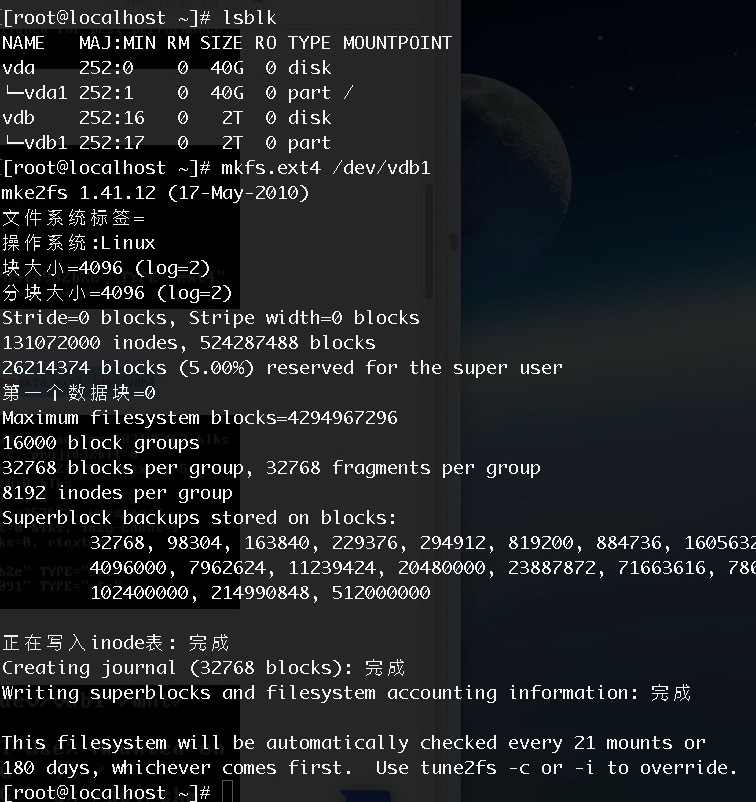 [root@localhost ~]# lsblk
NAME   MAJ:MIN RM SIZE RO TYPE MOUNTPOINT
vda    252:0    0  40G  0 disk
└─vda1 252:1    0  40G  0 part /
vdb    252:16   0   2T  0 disk
└─vdb1 252:17   0   2T  0 part
[root@localhost ~]# mkfs.ext4 /dev/vdb1
mke2fs 1.41.12 (17-May-2010)
文件系统标签=
操作系统:Linux
块大小=4096 (log=2)
分块大小=4096 (log=2)
Stride=0 blocks, Stripe width=0 blocks
131072000 inodes, 524287488 blocks
26214374 blocks (5.00%) reserved for the super user
第一个数据块=0
Maximum filesystem blocks=4294967296
16000 block groups
32768 blocks per group, 32768 fragments per group
8192 inodes per group
Superblock backups stored on blocks:
32768, 98304, 163840, 229376, 294912, 819200, 884736, 1605632
4096000, 7962624, 11239424, 20480000, 23887872, 71663616, 786
102400000, 214990848, 512000000
正在写入inode表: 完成
Creating journal (32768 blocks): 完成
Writing superblocks and filesystem accounting information: 完成
This filesystem will be automatically checked every 21 mounts or
180 days, whichever comes first.  Use tune2fs -c or -i to override.
[root@localhost ~]#